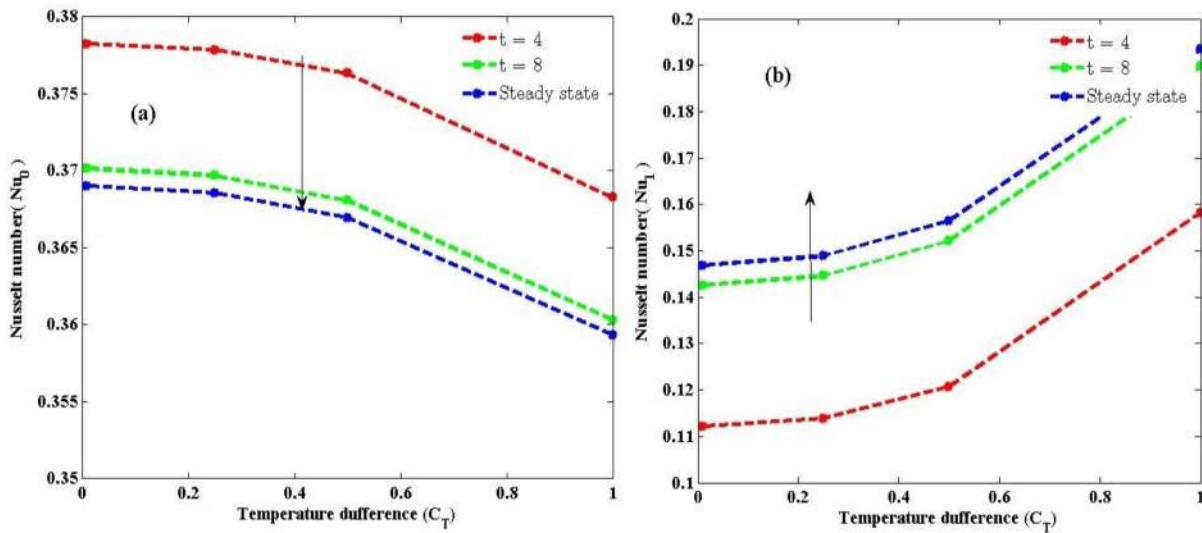 0.38
0.375
0.37
0.365
0.36
0.355
0.35
Nusselt number( Nu0 )
(a)
t = 4
t = 8
Steady state
0 0.2 0.4 0.6 0.8 1
Temperature dufference (CT)
0.2
0.19
0.18
0.17
0.16
0.15
0.14
0.13
0.12
0.11
0.1
Nusselt number( Nu1 )
(b)
t = 4
t = 8
Steady state
0 0.2 0.4 0.6 0.8 1
Temperature dufference (CT)